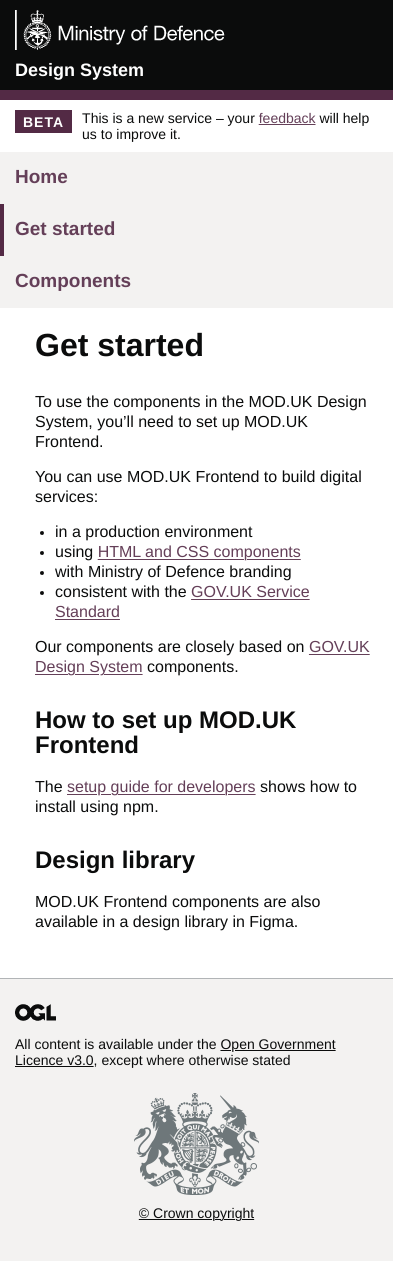 Ministry of Defence
Design System
BETA
This is a new service – your feedback will help
us to improve it.
Home
Get started
Components
Get started
To use the components in the MOD.UK Design
System, you’ll need to set up MOD.UK
Frontend.
You can use MOD.UK Frontend to build digital
services:
• in a production environment
• using HTML and CSS components
• with Ministry of Defence branding
• consistent with the GOV.UK Service
Standard
Our components are closely based on GOV.UK
Design System components.
How to set up MOD.UK
Frontend
The setup guide for developers shows how to
install using npm.
Design library
MOD.UK Frontend components are also
available in a design library in Figma.
OGL
All content is available under the Open Government
Licence v3.0, except where otherwise stated
DIEU ET MON DROIT
© Crown copyright